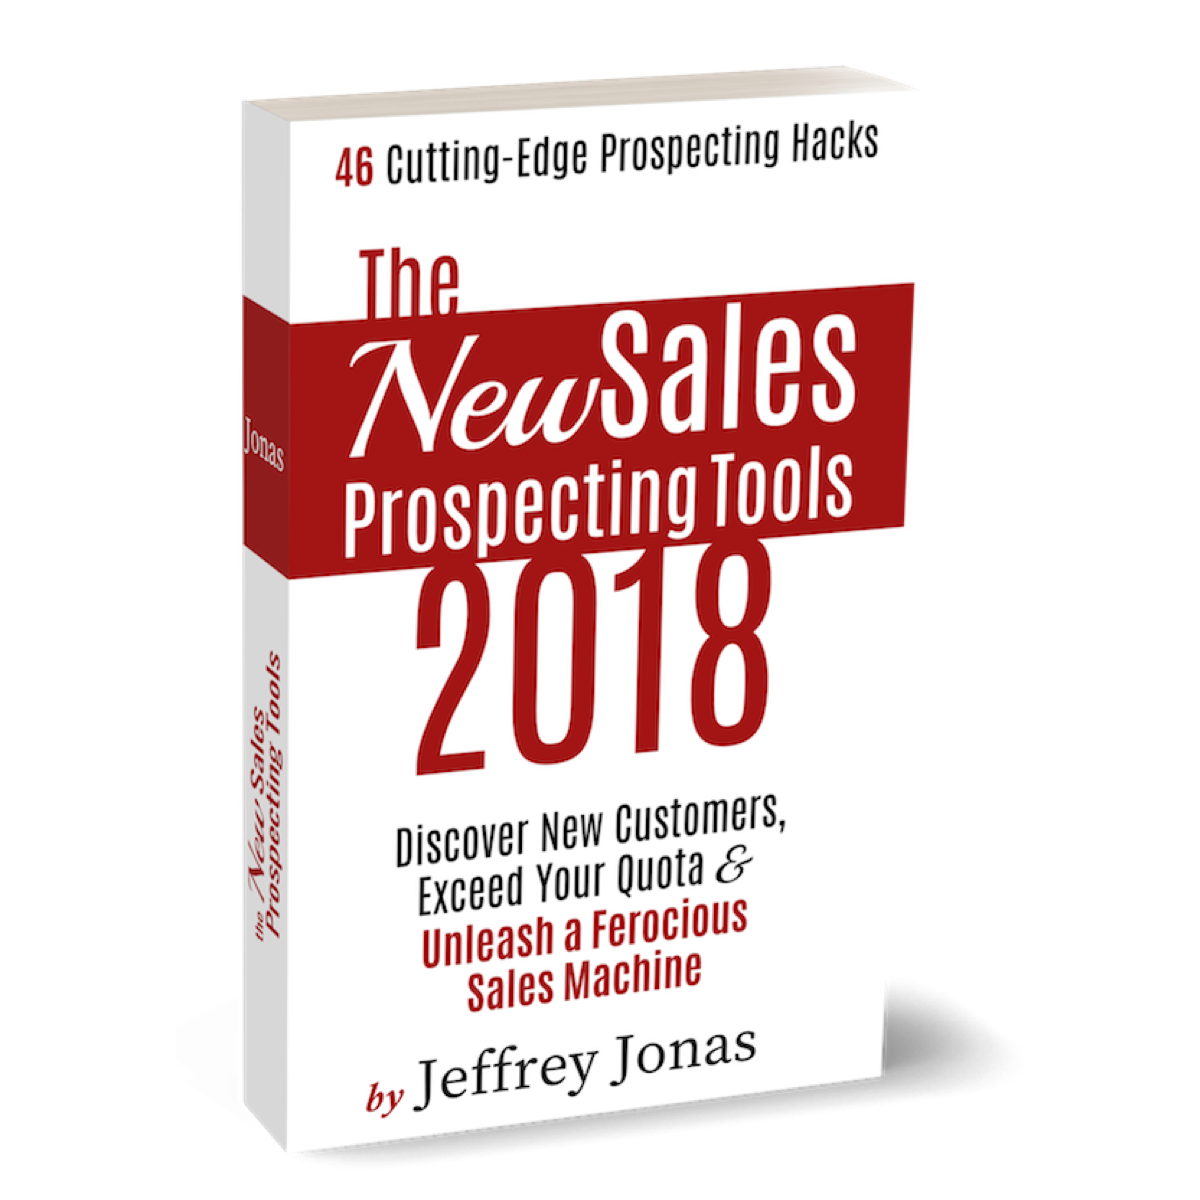 46 Cutting-Edge Prospecting Hacks
The
New Sales
Prospecting Tools
2018
Discover New Customers,
Exceed Your Quota &
Unleash a Ferocious
Sales Machine
by Jeffrey Jonas
Jonas
the New Sales
Prospecting Tools